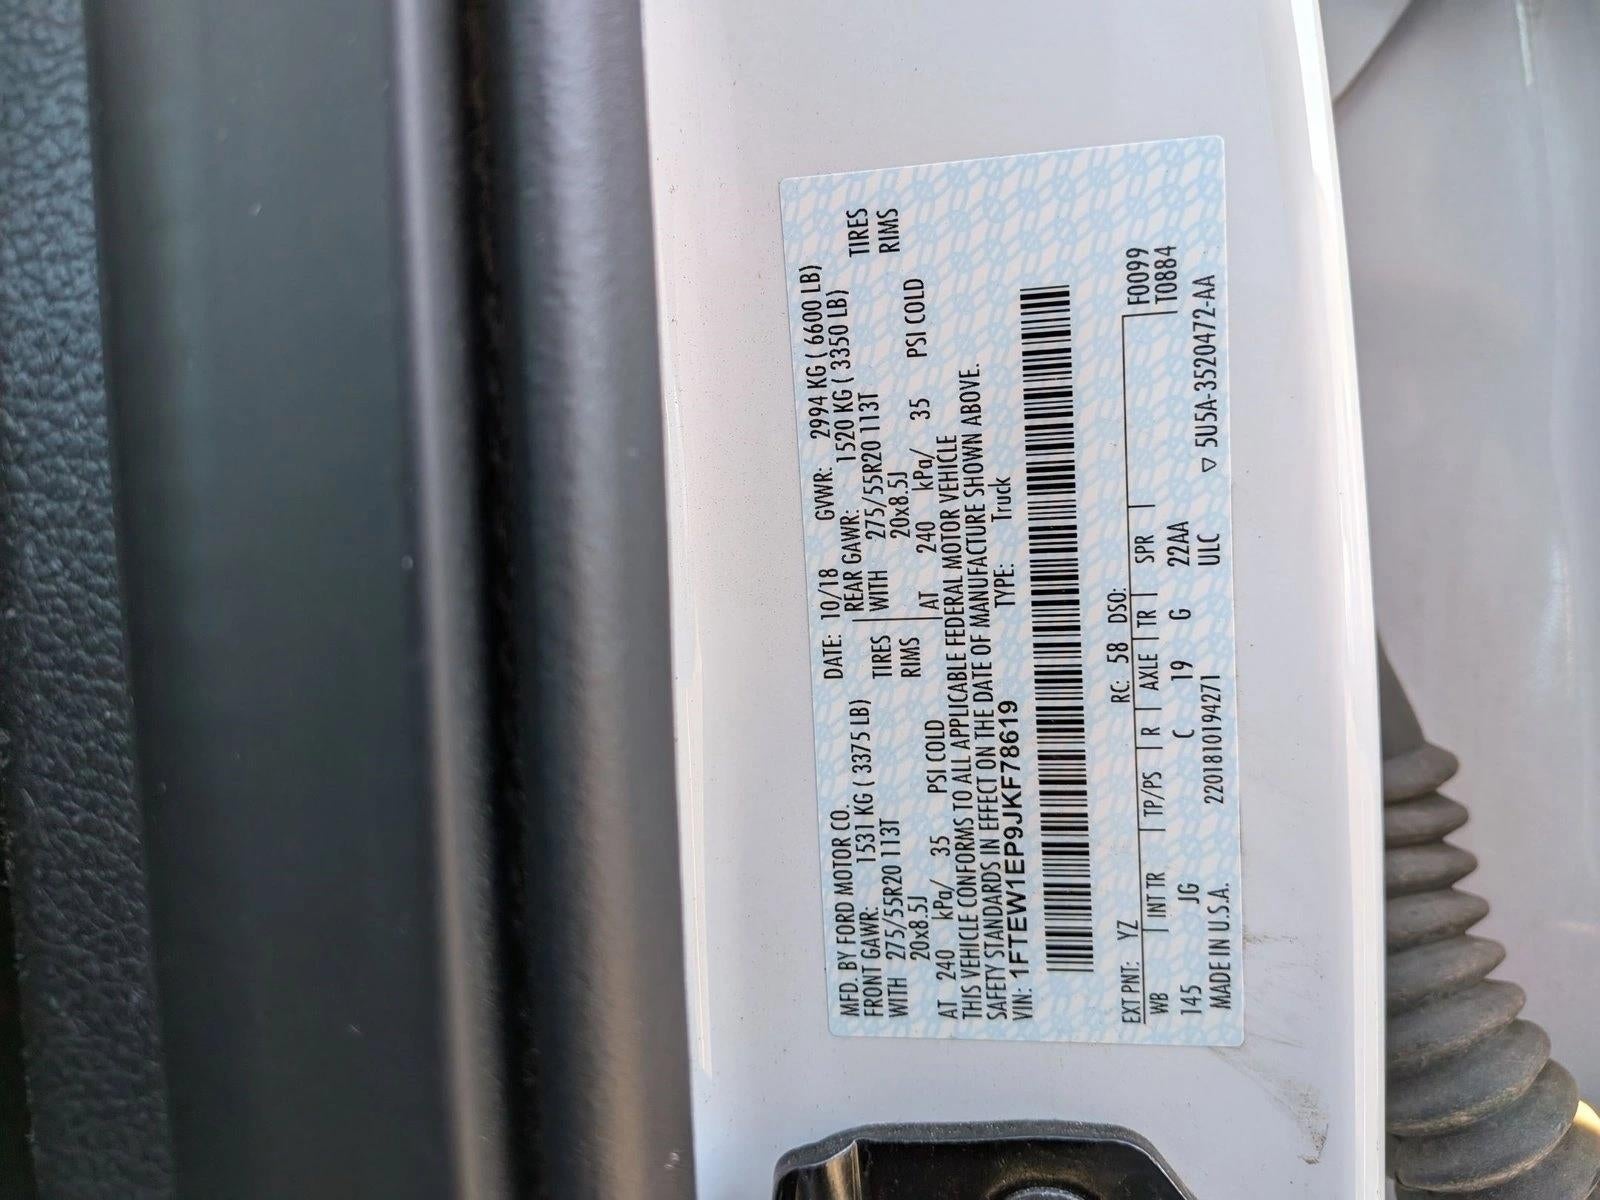 MFD. BY FORD MOTOR CO. DATE: 10/18 GVWR: 2994 KG ( 6600 LB)
FRONT GAWR: 1531 KG ( 3375 LB) REAR GAWR: 1520 KG ( 3350 LB)
WITH 275/55R20 113T TIRES WITH 275/55R20 113T TIRES
20x8.5J RIMS 20x8.5J RIMS
AT 240 kPa/ 35 PSI COLD AT 240 kPa/ 35 PSI COLD
THIS VEHICLE CONFORMS TO ALL APPLICABLE FEDERAL MOTOR VEHICLE
SAFETY STANDARDS IN EFFECT ON THE DATE OF MANUFACTURE SHOWN ABOVE.
VIN: 1FTEW1EP9JKF78619 TYPE: Truck
EXT PNT: YZ RC: 58 DSO: F0099
WB INT TR TP/PS R AXLE TR SPR T0884
145 JG C 19 G 22AA
MADE IN U.S.A. 2201810194271 ULC ▽ 5U5A-3520472-AA